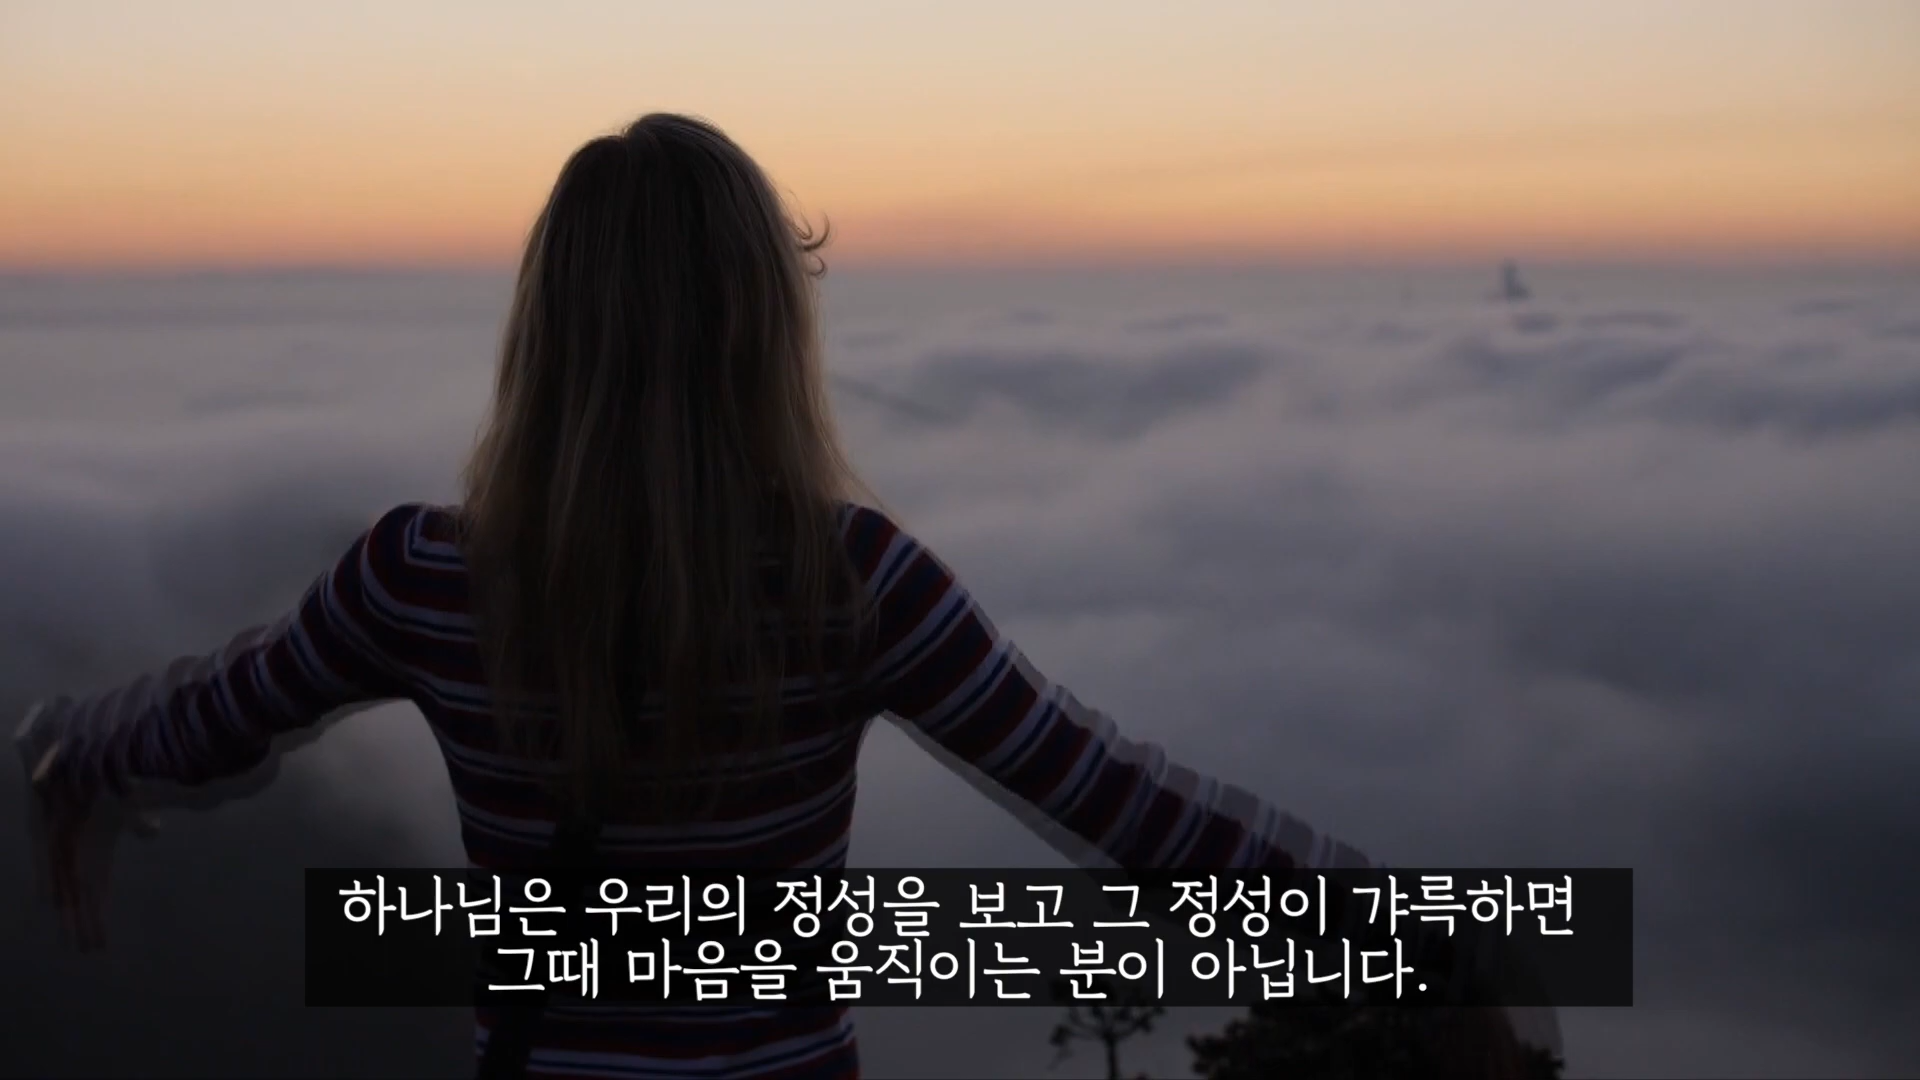 하나님은 우리의 정성을 보고 그 정성이 갸륵하면
그때 마음을 움직이는 분이 아닙니다.